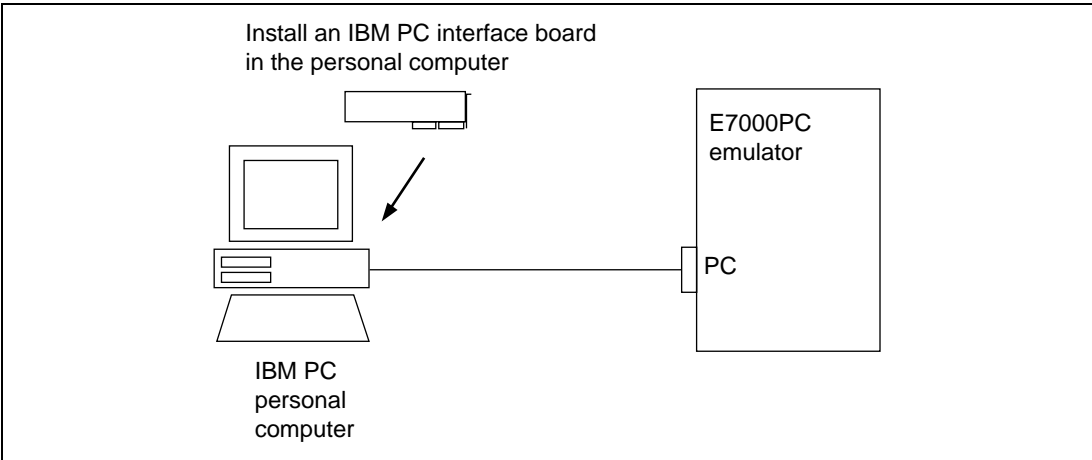 Install an IBM PC interface board
in the personal computer
E7000PC
emulator
PC
IBM PC
personal
computer